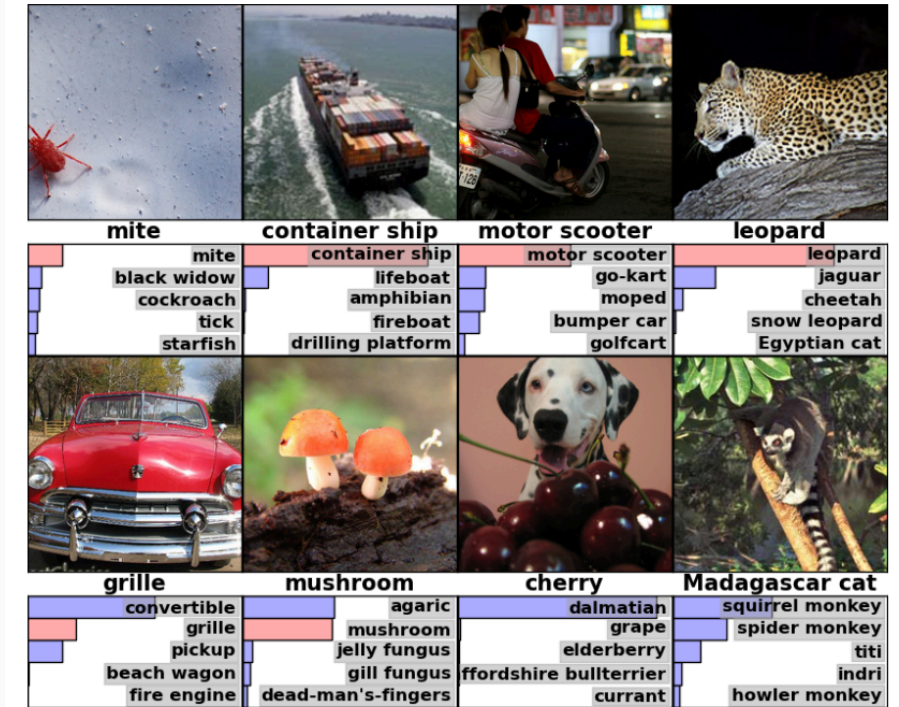 mite
container ship
motor scooter
leopard
mite
black widow
cockroach
tick
starfish
container ship
lifeboat
amphibian
fireboat
drilling platform
motor scooter
go-kart
moped
bumper car
golfcart
leopard
jaguar
cheetah
snow leopard
Egyptian cat
grille
mushroom
cherry
Madagascar cat
convertible
grille
pickup
beach wagon
fire engine
agaric
mushroom
jelly fungus
gill fungus
dead-man's-fingers
dalmatian
grape
elderberry
ffordshire bullterrier
currant
squirrel monkey
spider monkey
titi
indri
howler monkey